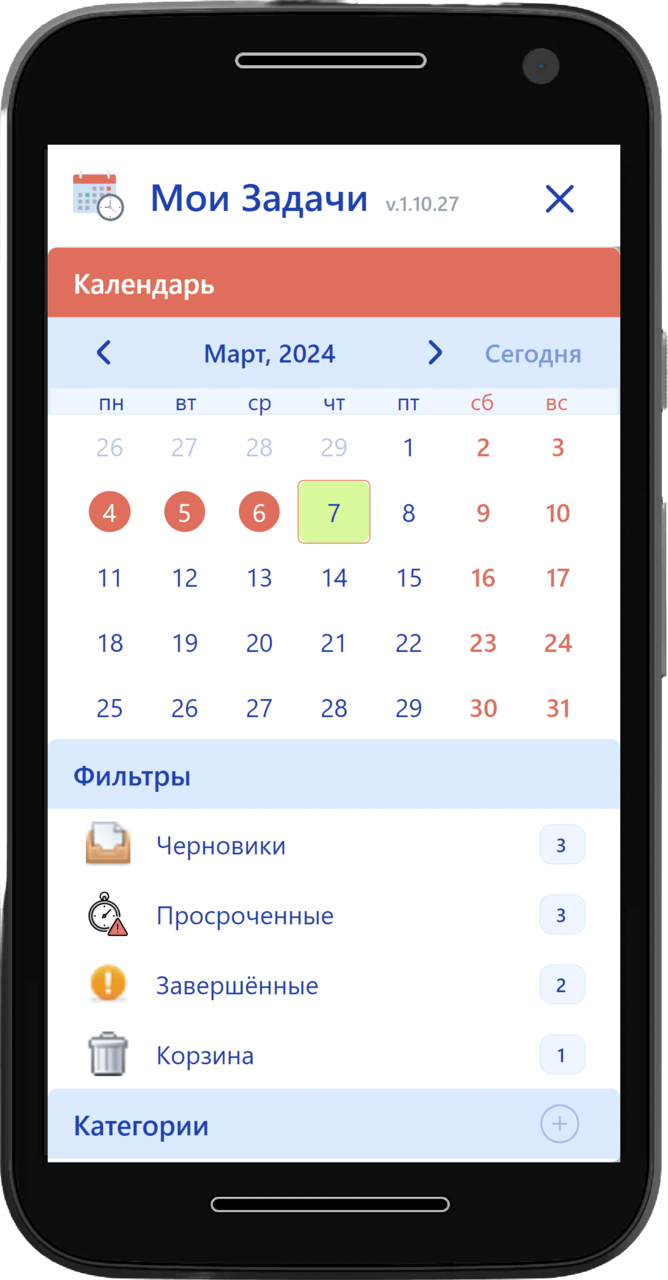 Мои Задачи v.1.10.27
Календарь
Март, 2024 Сегодня
пн вт ср чт пт сб вс
26 27 28 29 1 2 3
4 5 6 7 8 9 10
11 12 13 14 15 16 17
18 19 20 21 22 23 24
25 26 27 28 29 30 31
Фильтры
Черновики 3
Просроченные 3
Завершённые 2
Корзина 1
Категории